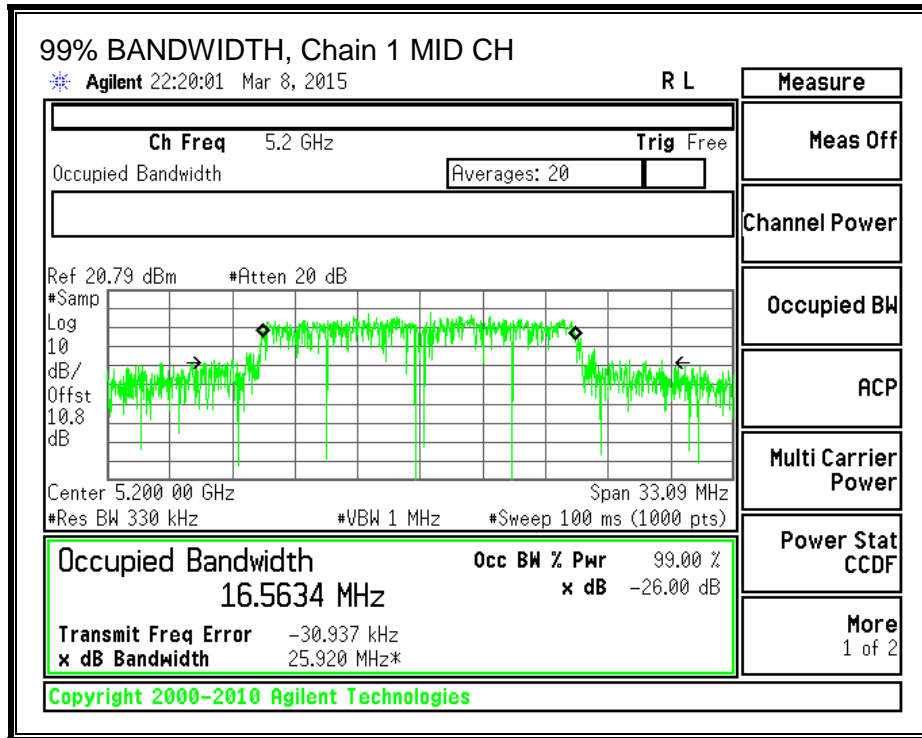 99% BANDWIDTH, Chain 1 MID CH
Agilent 22:20:01 Mar 8, 2015 R L
Measure
Ch Freq 5.2 GHz Trig Free
Meas Off
Occupied Bandwidth Averages: 20
Channel Power
Ref 20.79 dBm #Atten 20 dB
#Samp
Log
10
dB/
Offst
10.8
dB
Occupied BW
ACP
Multi Carrier
Power
Center 5.200 00 GHz Span 33.09 MHz
#Res BW 330 kHz #VBW 1 MHz #Sweep 100 ms (1000 pts)
Occupied Bandwidth Occ BW % Pwr 99.00 %
16.5634 MHz x dB -26.00 dB
Power Stat
CCDF
Transmit Freq Error -30.937 kHz
x dB Bandwidth 25.920 MHz*
More
1 of 2
Copyright 2000-2010 Agilent Technologies